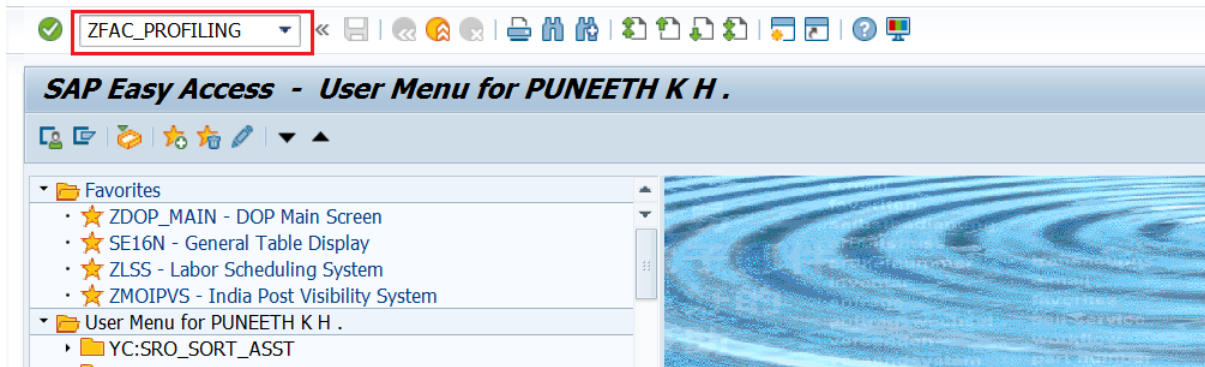 ZFAC_PROFILING
SAP Easy Access - User Menu for PUNEETH K H .
Favorites
ZDOP_MAIN - DOP Main Screen
SE16N - General Table Display
ZLSS - Labor Scheduling System
ZMOIPVS - India Post Visibility System
User Menu for PUNEETH K H .
YC:SRO_SORT_ASST